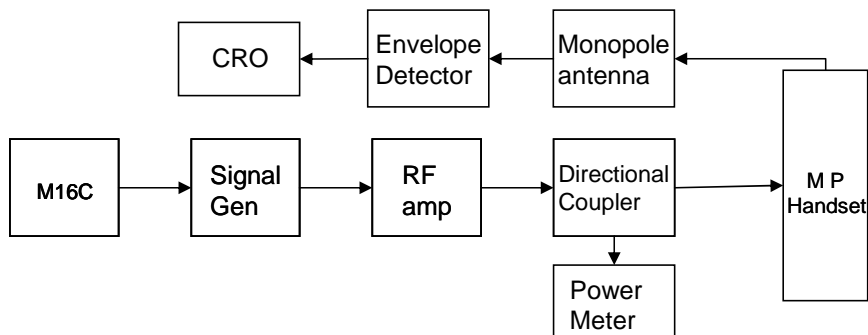 CRO
Envelope
Detector
Monopole
antenna
M16C
Signal
Gen
RF
amp
Directional
Coupler
M P
Handset
Power
Meter